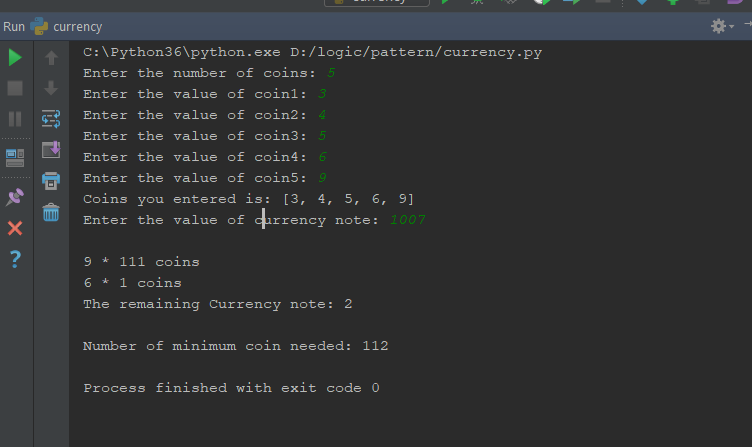 Run currency
C:\Python36\python.exe D:/logic/pattern/currency.py
Enter the number of coins: 5
Enter the value of coin1: 3
Enter the value of coin2: 4
Enter the value of coin3: 5
Enter the value of coin4: 6
Enter the value of coin5: 9
Coins you entered is: [3, 4, 5, 6, 9]
Enter the value of currency note: 1007
9 * 111 coins
6 * 1 coins
The remaining Currency note: 2
Number of minimum coin needed: 112
Process finished with exit code 0